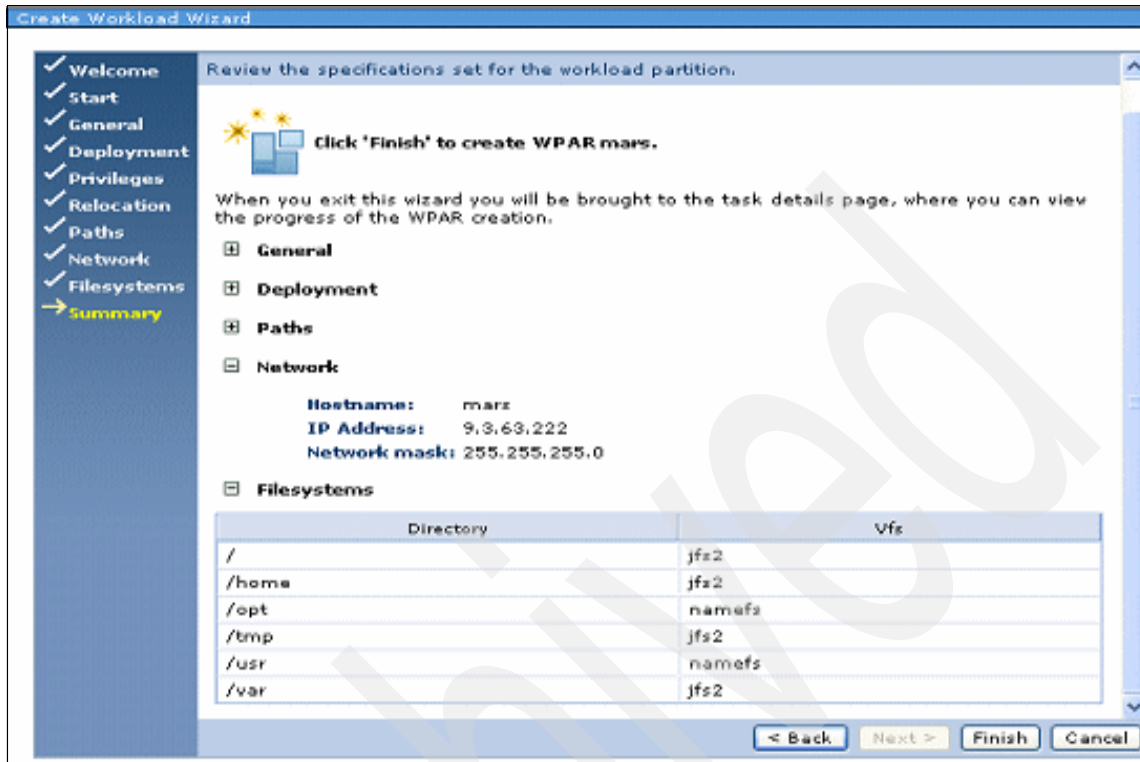 Create Workload Wizard
Welcome
Start
General
Deployment
Privileges
Relocation
Paths
Network
Filesystems
Summary
Review the specifications set for the workload partition.
Click 'Finish' to create WPAR mars.
When you exit this wizard you will be brought to the task details page, where you can view
the progress of the WPAR creation.
General
Deployment
Paths
Network
Hostname: mars
IP Address: 9.3.63.222
Network mask: 255.255.255.0
Filesystems
Directory Vfs
/ jfs2
/home jfs2
/opt namefs
/tmp jfs2
/usr namefs
/var jfs2
< Back Next > Finish Cancel